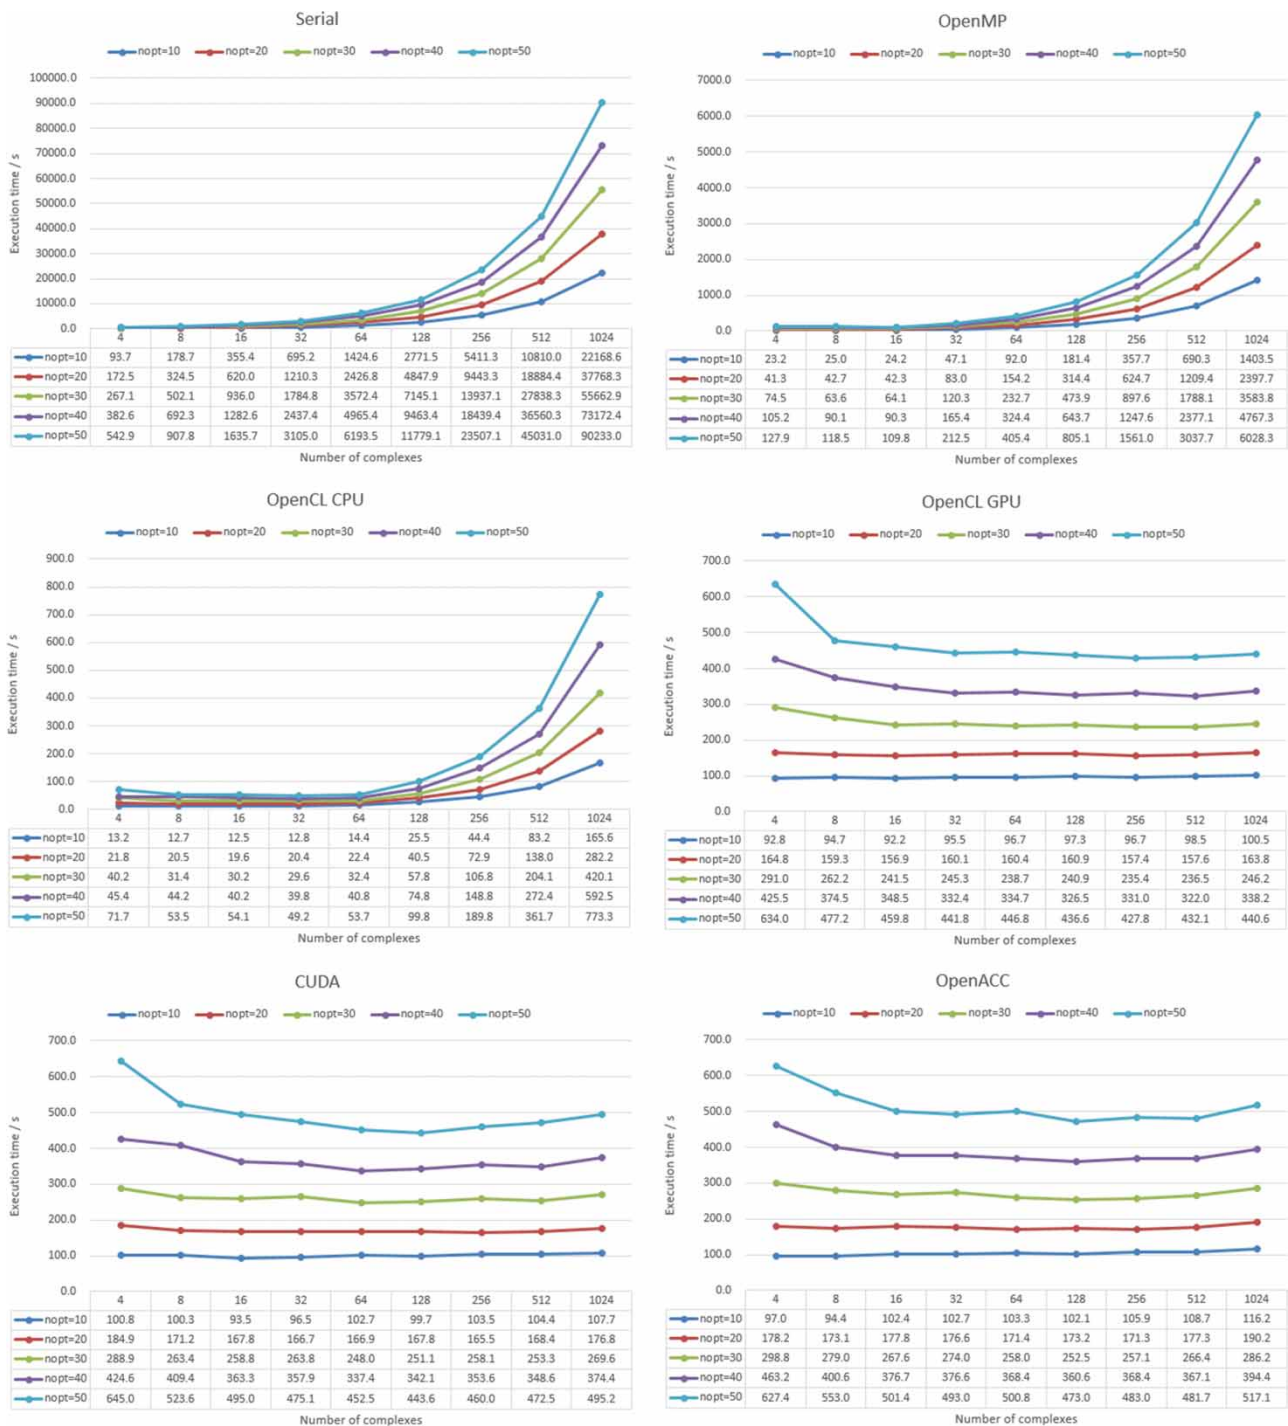 Serial
nopt=10 nopt=20 nopt=30 nopt=40 nopt=50
100000.0
90000.0
80000.0
70000.0
60000.0
50000.0
40000.0
30000.0
20000.0
10000.0
0.0
Execution time / s
4 8 16 32 64 128 256 512 1024
nopt=10 93.7 178.7 355.4 695.2 1424.6 2771.5 5411.3 10810.0 22168.6
nopt=20 172.5 324.5 620.0 1210.3 2426.8 4847.9 9443.3 18884.4 37768.3
nopt=30 267.1 502.1 936.0 1784.8 3572.4 7145.1 13937.1 27838.3 55662.9
nopt=40 382.6 692.3 1282.6 2437.4 4965.4 9463.4 18439.4 36560.3 73172.4
nopt=50 542.9 907.8 1635.7 3105.0 6193.5 11779.1 23507.1 45031.0 90233.0
Number of complexes
OpenMP
nopt=10 nopt=20 nopt=30 nopt=40 nopt=50
7000.0
6000.0
5000.0
4000.0
3000.0
2000.0
1000.0
0.0
Execution time / s
4 8 16 32 64 128 256 512 1024
nopt=10 23.2 25.0 24.2 47.1 92.0 181.4 357.7 690.3 1403.5
nopt=20 41.3 42.7 42.3 83.0 154.2 314.4 624.7 1209.4 2397.7
nopt=30 74.5 63.6 64.1 120.3 232.7 473.9 897.6 1788.1 3583.8
nopt=40 105.2 90.1 90.3 165.4 324.4 643.7 1247.6 2377.1 4767.3
nopt=50 127.9 118.5 109.8 212.5 405.4 805.1 1561.0 3037.7 6028.3
Number of complexes
OpenCL CPU
nopt=10 nopt=20 nopt=30 nopt=40 nopt=50
900.0
800.0
700.0
600.0
500.0
400.0
300.0
200.0
100.0
0.0
Execution time / s
4 8 16 32 64 128 256 512 1024
nopt=10 13.2 12.7 12.5 12.8 14.4 25.5 44.4 83.2 165.6
nopt=20 21.8 20.5 19.6 20.4 22.4 40.5 72.9 138.0 282.2
nopt=30 40.2 31.4 30.2 29.6 32.4 57.8 106.8 204.1 420.1
nopt=40 45.4 44.2 40.2 39.8 40.8 74.8 148.8 272.4 592.5
nopt=50 71.7 53.5 54.1 49.2 53.7 99.8 189.8 361.7 773.3
Number of complexes
OpenCL GPU
nopt=10 nopt=20 nopt=30 nopt=40 nopt=50
700.0
600.0
500.0
400.0
300.0
200.0
100.0
0.0
Execution time / s
4 8 16 32 64 128 256 512 1024
nopt=10 92.8 94.7 92.2 95.5 96.7 97.3 96.7 98.5 100.5
nopt=20 164.8 159.3 156.9 160.1 160.4 160.9 157.4 157.6 163.8
nopt=30 291.0 262.2 241.5 245.3 238.7 240.9 235.4 236.5 246.2
nopt=40 425.5 374.5 348.5 332.4 334.7 326.5 331.0 322.0 338.2
nopt=50 634.0 477.2 459.8 441.8 446.8 436.6 427.8 432.1 440.6
Number of complexes
CUDA
nopt=10 nopt=20 nopt=30 nopt=40 nopt=50
700.0
600.0
500.0
400.0
300.0
200.0
100.0
0.0
Execution time / s
4 8 16 32 64 128 256 512 1024
nopt=10 100.8 100.3 93.5 96.5 102.7 99.7 103.5 104.4 107.7
nopt=20 184.9 171.2 167.8 166.7 166.9 167.8 165.5 168.4 176.8
nopt=30 288.9 263.4 258.8 263.8 248.0 251.1 258.1 253.3 269.6
nopt=40 424.6 409.4 363.3 357.9 337.4 342.1 353.6 348.6 374.4
nopt=50 645.0 523.6 495.0 475.1 452.5 443.6 460.0 472.5 495.2
Number of complexes
OpenACC
nopt=10 nopt=20 nopt=30 nopt=40 nopt=50
700.0
600.0
500.0
400.0
300.0
200.0
100.0
0.0
Execution time / s
4 8 16 32 64 128 256 512 1024
nopt=10 97.0 94.4 102.4 102.7 103.3 102.1 105.9 108.7 116.2
nopt=20 178.2 173.1 177.8 176.6 171.4 173.2 171.3 177.3 190.2
nopt=30 298.8 279.0 267.6 274.0 258.0 252.5 257.1 266.4 286.2
nopt=40 463.2 400.6 376.7 376.6 368.4 360.6 368.4 367.1 394.4
nopt=50 627.4 553.0 501.4 493.0 500.8 473.0 483.0 481.7 517.1
Number of complexes